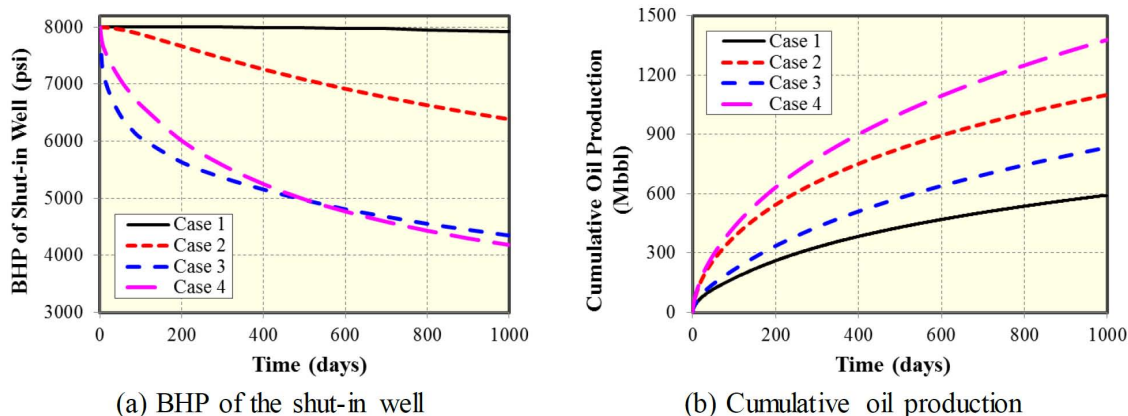 8000
7000
6000
5000
4000
3000
BHP of Shut-in Well (psi)
Case 1
Case 2
Case 3
Case 4
0 200 400 600 800 1000
Time (days)
(a) BHP of the shut-in well
1500
1200
900
600
300
0
Cumulative Oil Production
(Mbbl)
Case 1
Case 2
Case 3
Case 4
0 200 400 600 800 1000
Time (days)
(b) Cumulative oil production